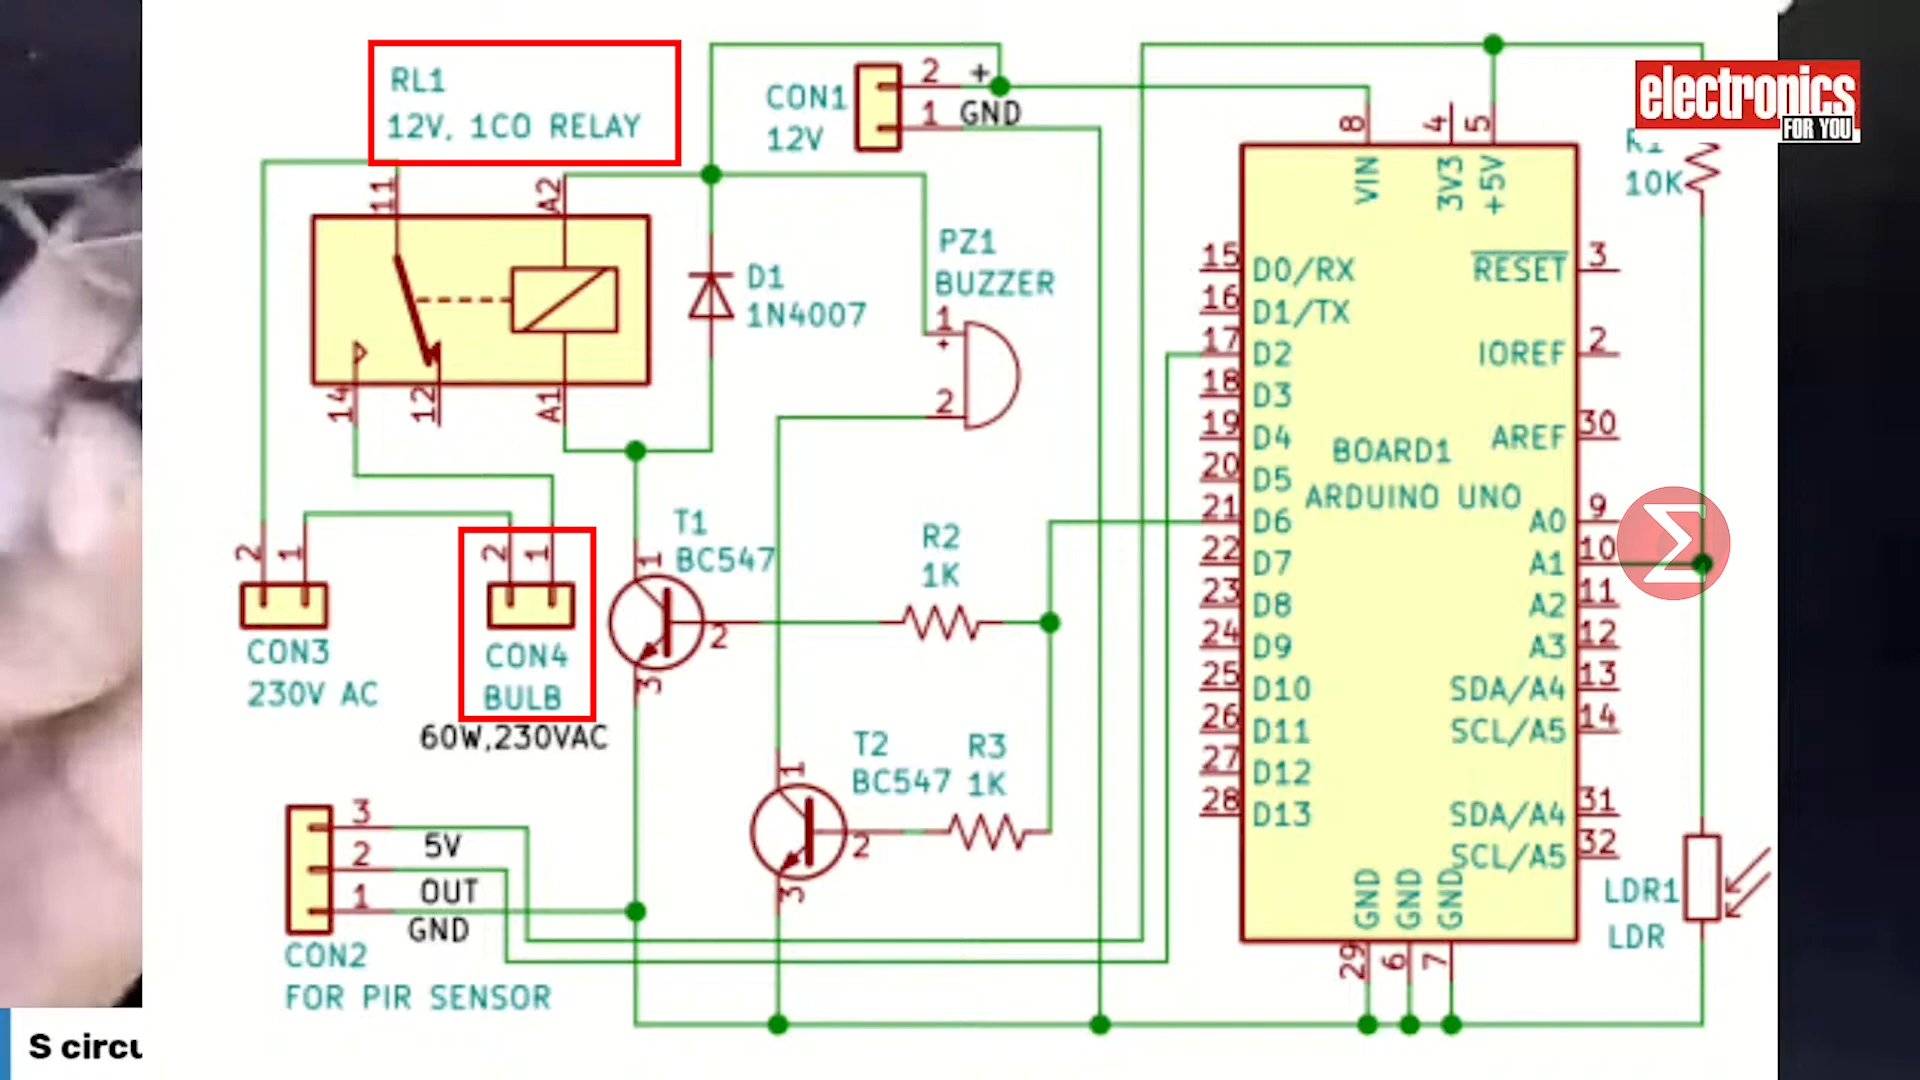 RL1
12V, 1CO RELAY
11
A2
14
12
A1
CON1
12V
2
+
1
GND
D1
1N4007
PZ1
BUZZER
1
+
2
electronics
FOR YOU
R1
10K
8
4
5
VIN
3V3
+5V
15
D0/RX
16
D1/TX
17
D2
18
D3
19
D4
20
D5
21
D6
22
D7
23
D8
24
D9
25
D10
26
D11
27
D12
28
D13
RESET
3
IOREF
2
AREF
30
BOARD1
ARDUINO UNO
A0
9
A1
10
A2
11
A3
12
SDA/A4
13
SCL/A5
14
SDA/A4
31
SCL/A5
32
GND
GND
GND
29
6
7
Σ
2
1
CON3
230V AC
2
1
CON4
BULB
60W,230VAC
T1
BC547
1
2
3
R2
1K
T2
BC547
1
2
3
R3
1K
3
5V
2
OUT
1
GND
CON2
FOR PIR SENSOR
LDR1
LDR
S circu